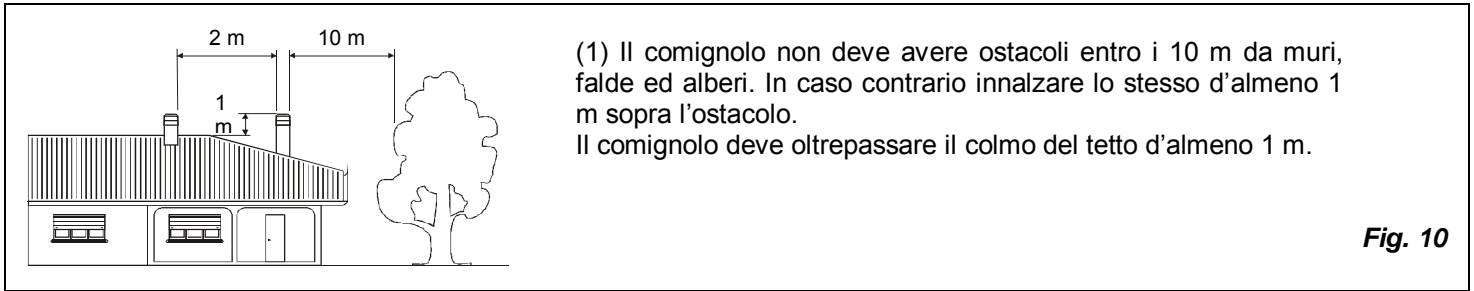 2 m
10 m
1
m
(1) Il comignolo non deve avere ostacoli entro i 10 m da muri,
falde ed alberi. In caso contrario innalzare lo stesso d’almeno 1
m sopra l’ostacolo.
Il comignolo deve oltrepassare il colmo del tetto d’almeno 1 m.
Fig. 10